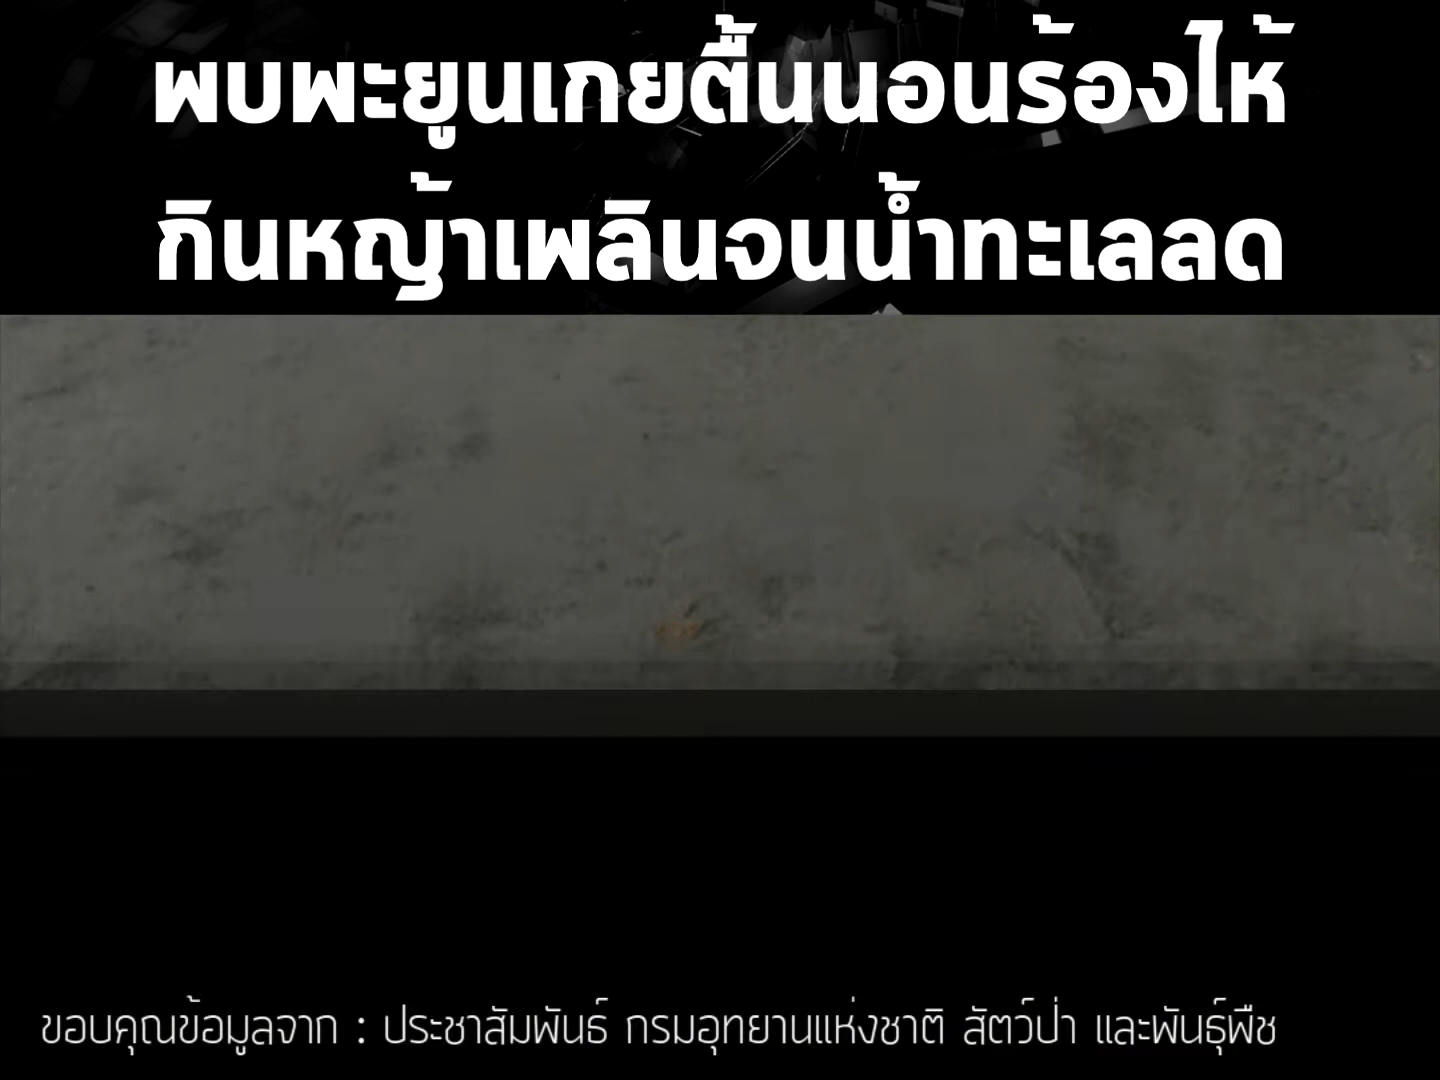 พบพะยูนเกยตื้นนอนร้องไห้
กินหญ้าเพลินจนน้ำทะเลลด
ขอบคุณข้อมูลจาก : ประชาสัมพันธ์ กรมอุทยานแห่งชาติ สัตว์ป่า และพันธุ์พืช